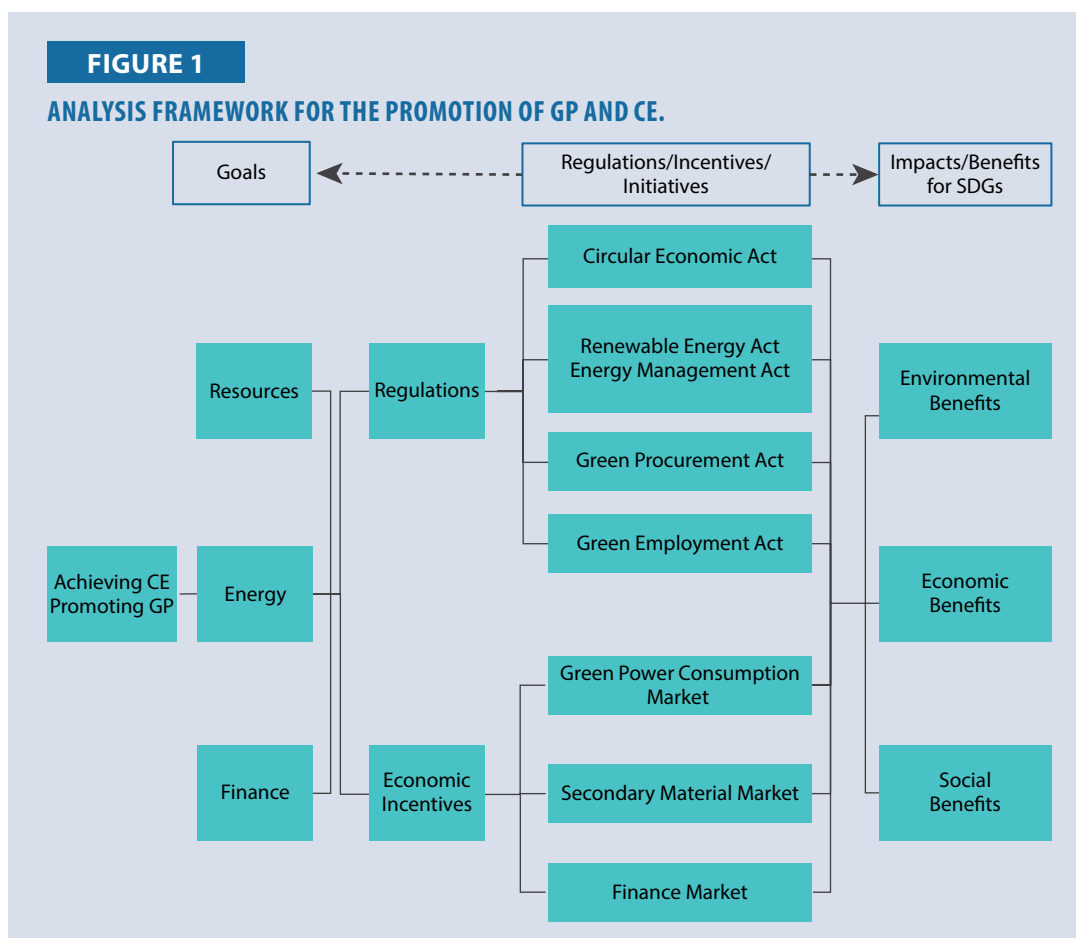 FIGURE 1
ANALYSIS FRAMEWORK FOR THE PROMOTION OF GP AND CE.
Goals
Regulations/Incentives/
Initiatives
Impacts/Benefits
for SDGs
Achieving CE
Promoting GP
Resources
Energy
Finance
Regulations
Economic
Incentives
Circular Economic Act
Renewable Energy Act
Energy Management Act
Green Procurement Act
Green Employment Act
Green Power Consumption
Market
Secondary Material Market
Finance Market
Environmental
Benefits
Economic
Benefits
Social
Benefits